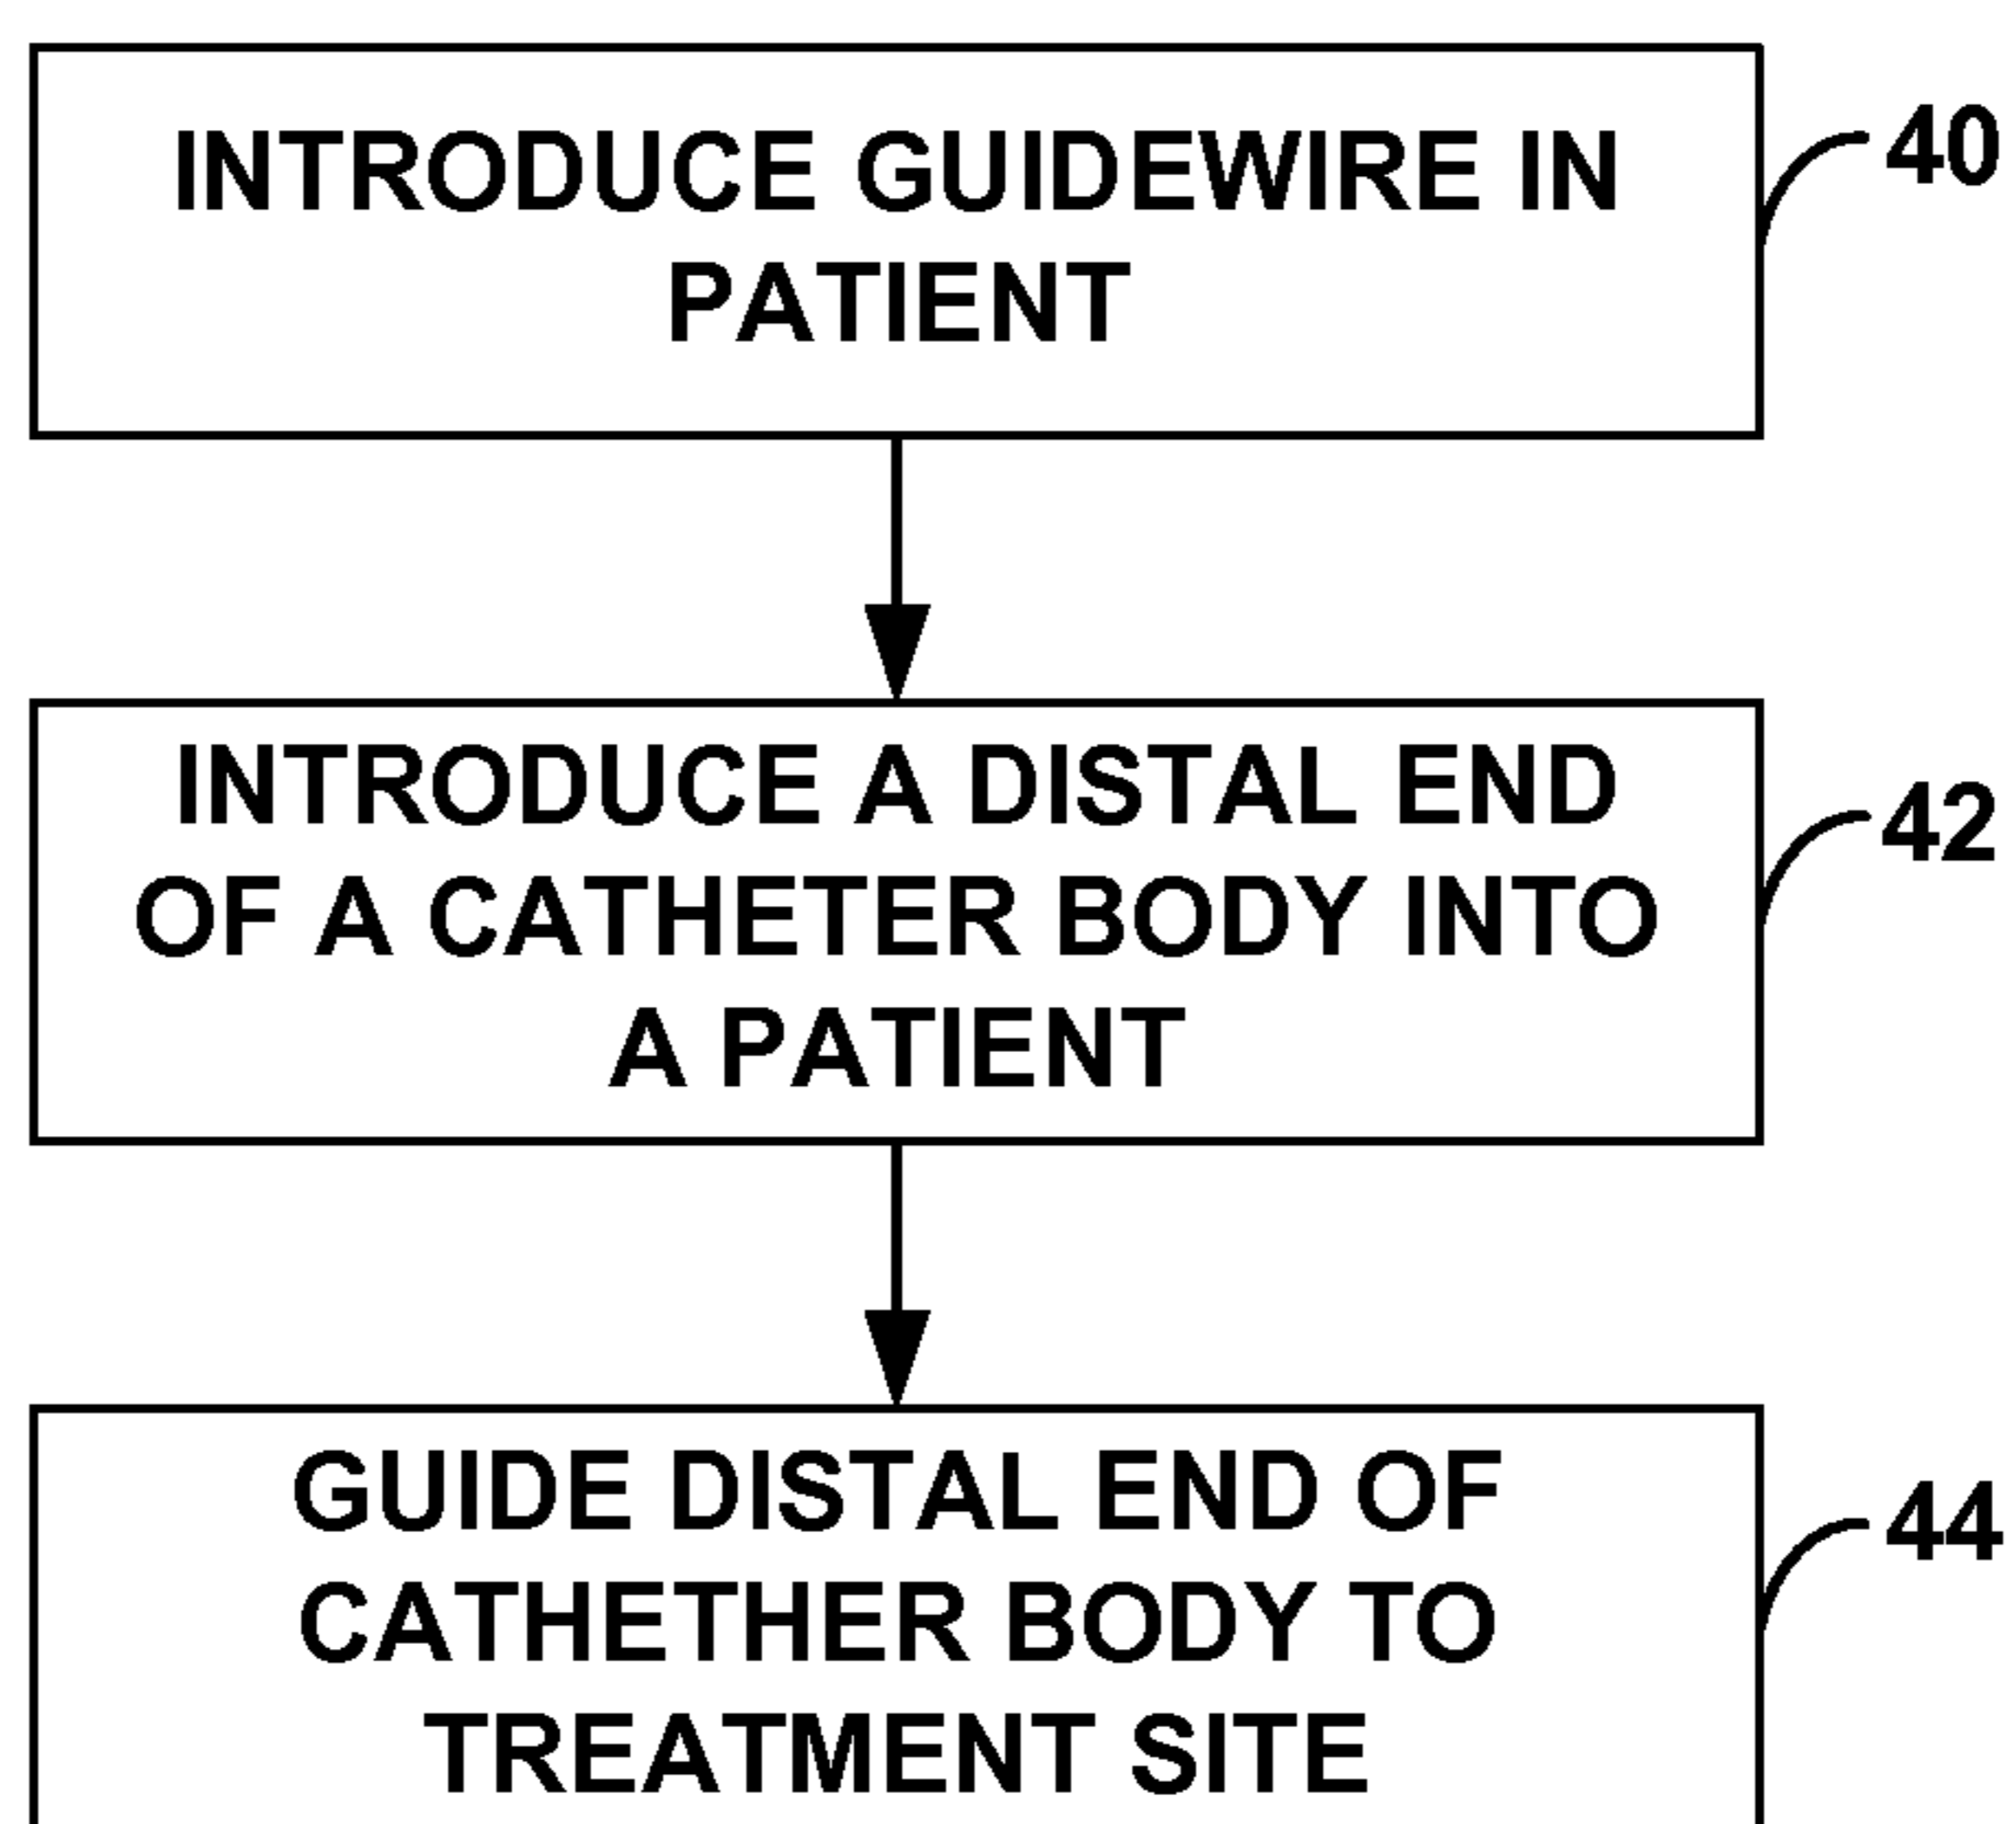 INTRODUCE GUIDEWIRE IN
PATIENT
40
INTRODUCE A DISTAL END
OF A CATHETER BODY INTO
A PATIENT
42
GUIDE DISTAL END OF
CATHETHER BODY TO
TREATMENT SITE
44